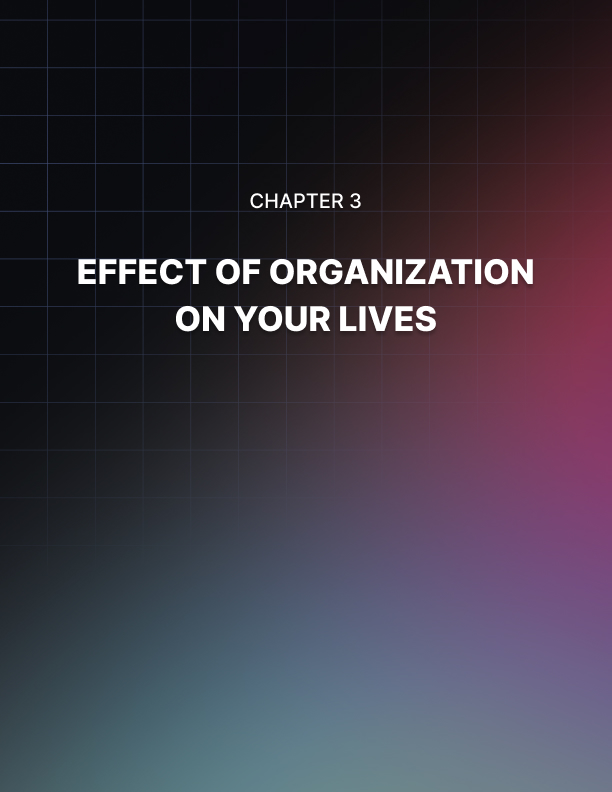 CHAPTER 3
EFFECT OF ORGANIZATION
ON YOUR LIVES